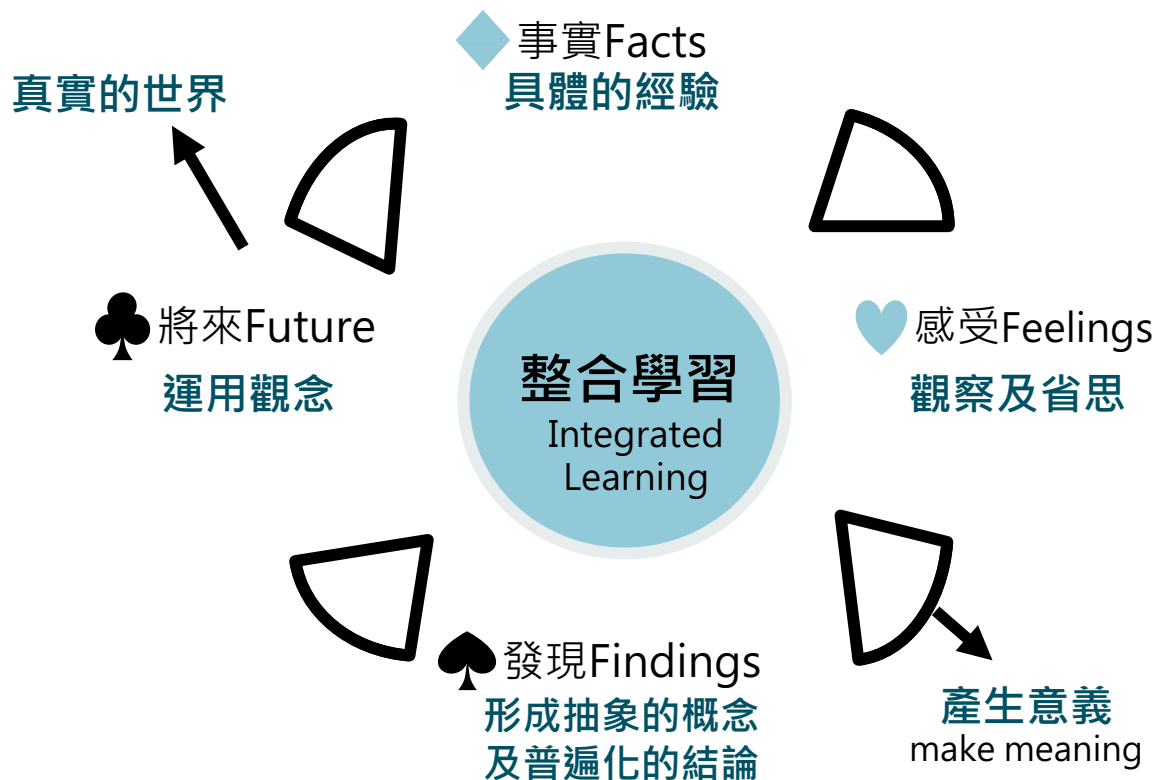 事實Facts
具體的經驗
真實的世界
將來Future
運用觀念
整合學習
Integrated
Learning
感受Feelings
觀察及省思
發現Findings
形成抽象的概念
及普遍化的結論
產生意義
make meaning